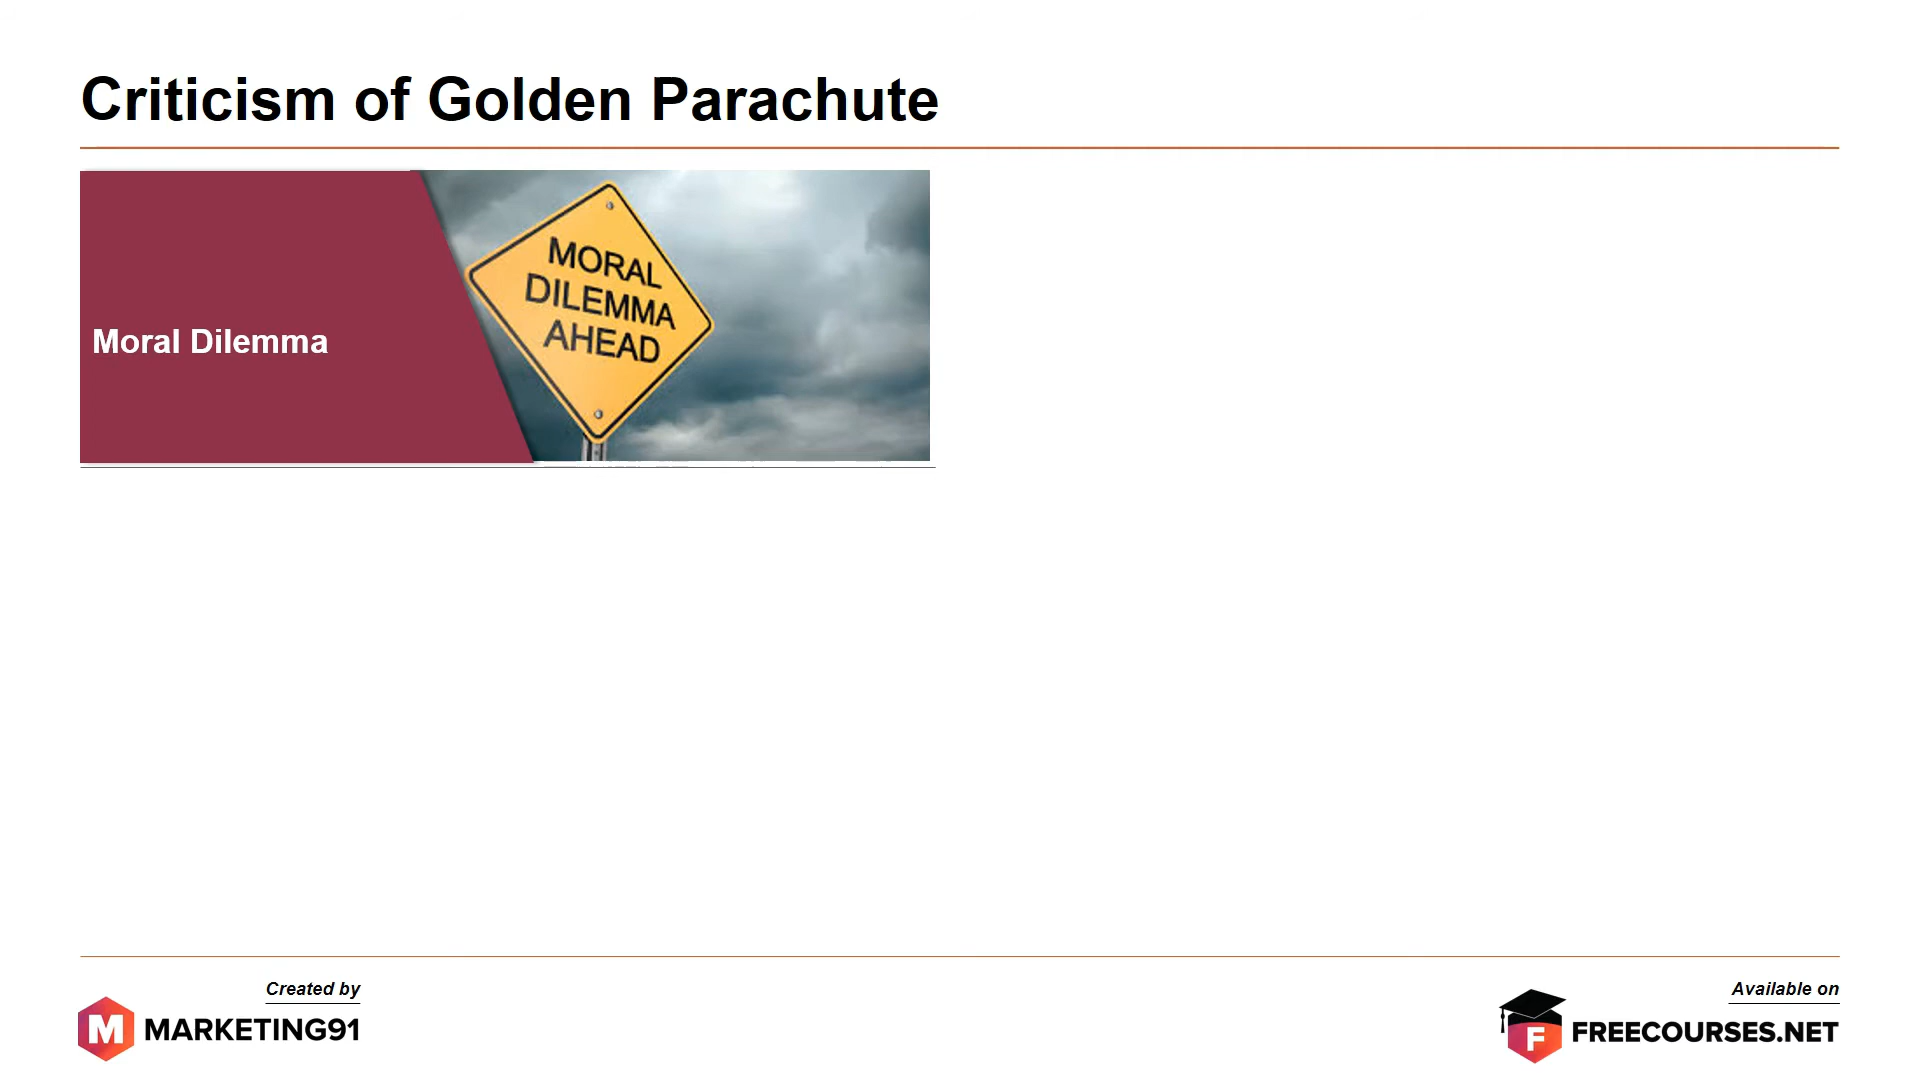 Criticism of Golden Parachute
Moral Dilemma
MORAL
DILEMMA
AHEAD
Created by
M MARKETING91
Available on
F FREECOURSES.NET